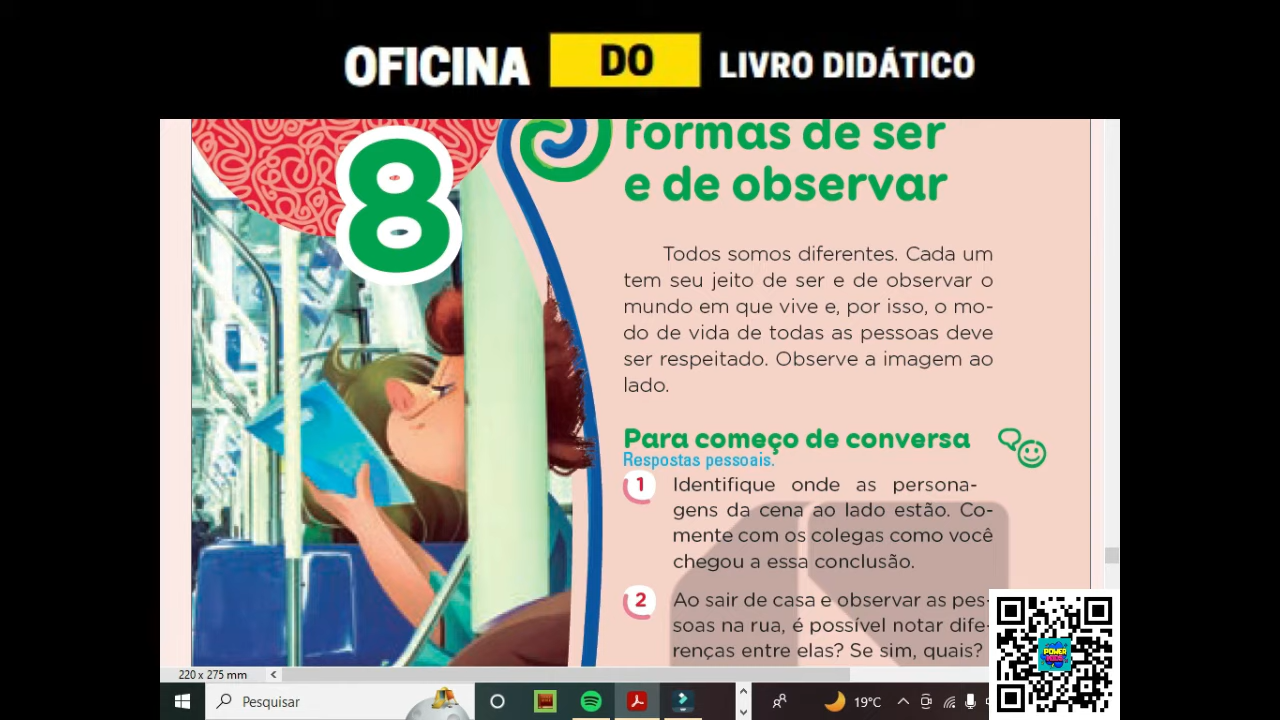 OFICINA DO LIVRO DIDÁTICO
formas de ser
e de observar
8
Todos somos diferentes. Cada um
tem seu jeito de ser e de observar o
mundo em que vive e, por isso, o mo-
do de vida de todas as pessoas deve
ser respeitado. Observe a imagem ao
lado.
Para começo de conversa
Respostas pessoais.
1 Identifique onde as persona-
gens da cena ao lado estão. Co-
mente com os colegas como você
chegou a essa conclusão.
2 Ao sair de casa e observar as pes-
soas na rua, é possível notar dife-
renças entre elas? Se sim, quais?
220 x 275 mm
Pesquisar
19°C
POWER